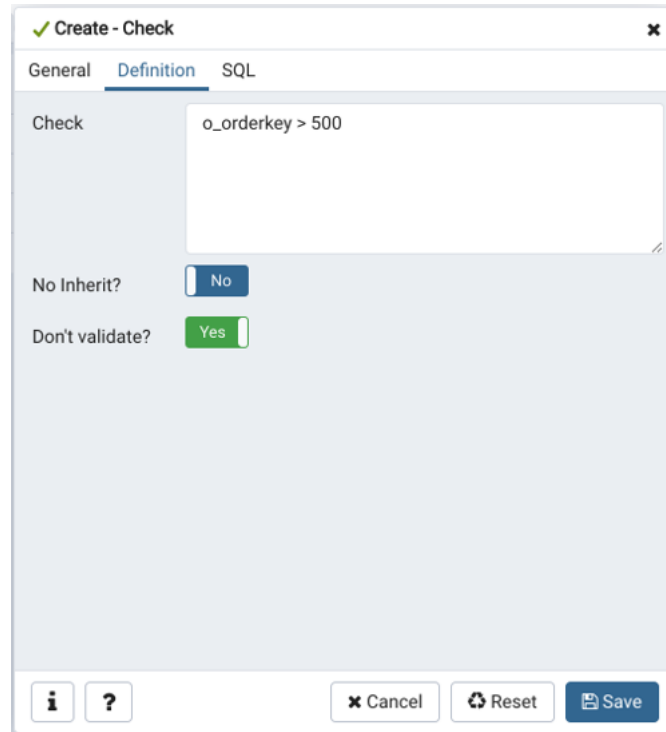 Create - Check
General Definition SQL
Check o_orderkey > 500
No Inherit? No
Don't validate? Yes
i ? Cancel Reset Save